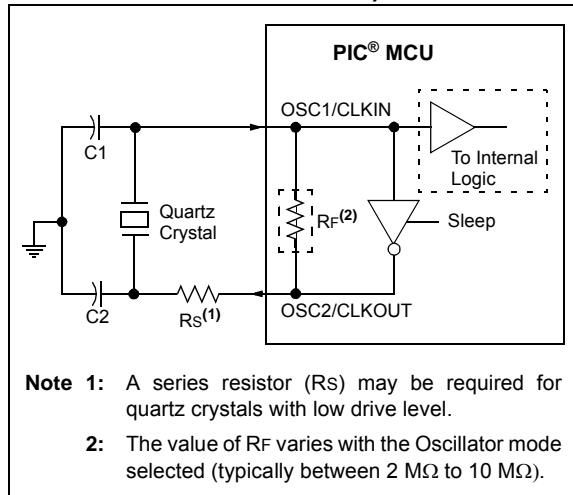 PIC® MCU
OSC1/CLKIN
C1
To Internal
Logic
Quartz
Crystal
RF(2)
Sleep
C2
RS(1)
OSC2/CLKOUT
Note 1: A series resistor (RS) may be required for
quartz crystals with low drive level.
2: The value of RF varies with the Oscillator mode
selected (typically between 2 MΩ to 10 MΩ).